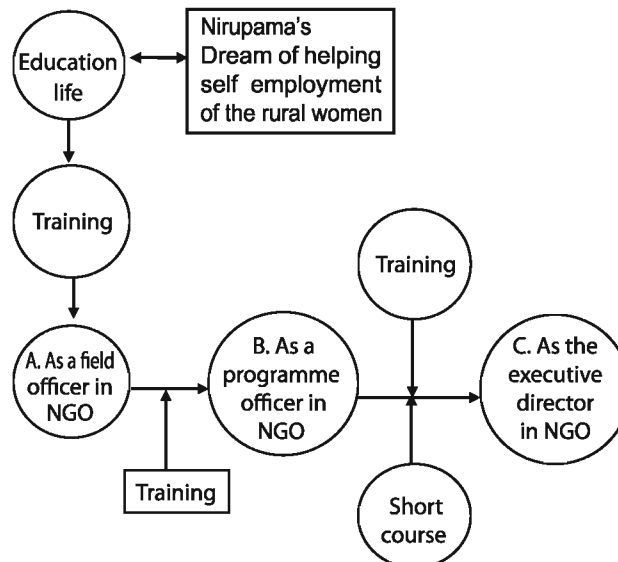 Education
life
Nirupama's
Dream of helping
self employment
of the rural women
Training
Training
A. As a field
officer in
NGO
B. As a
programme
officer in
NGO
C. As the
executive
director
in NGO
Training
Short
course